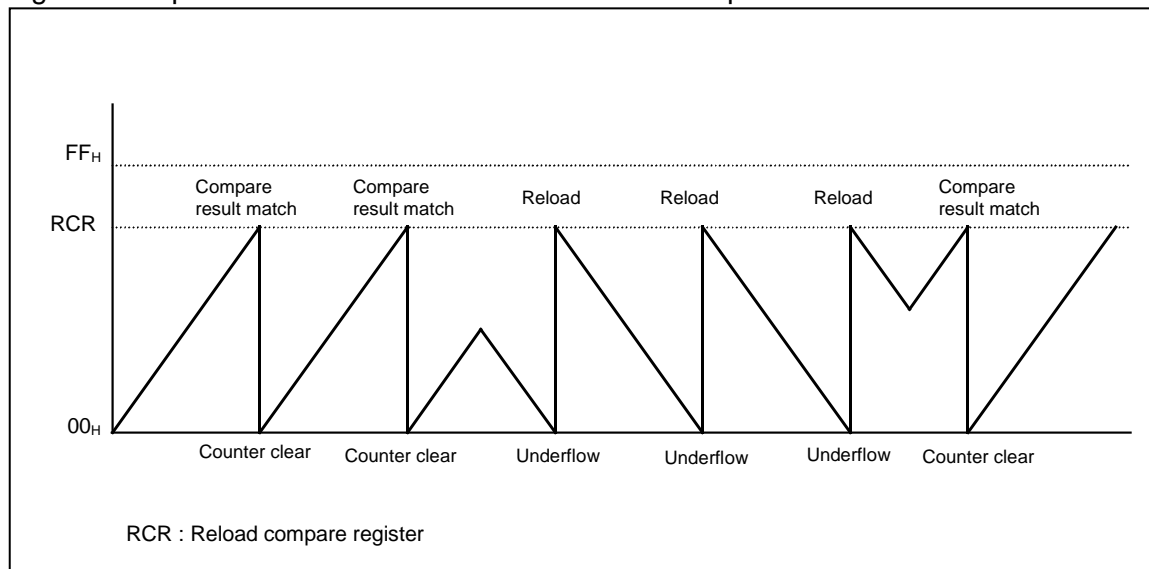 FFH
Compare
result match
Compare
result match
Reload
Reload
Reload
Compare
result match
RCR
00H
Counter clear
Counter clear
Underflow
Underflow
Underflow
Counter clear
RCR : Reload compare register